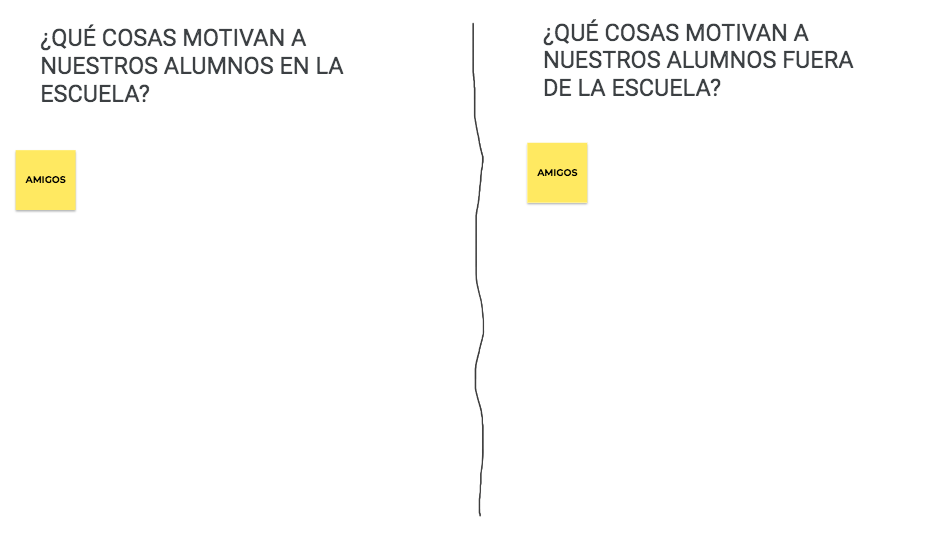 ¿QUÉ COSAS MOTIVAN A
NUESTROS ALUMNOS EN LA
ESCUELA?
AMIGOS
¿QUÉ COSAS MOTIVAN A
NUESTROS ALUMNOS FUERA
DE LA ESCUELA?
AMIGOS